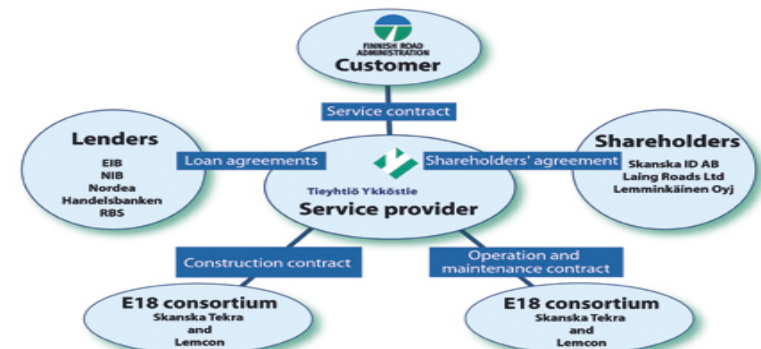 FINNISH ROAD
ADMINISTRATION
Customer
Service contract
Lenders
EIB
NIB
Nordea
Handelsbanken
RBS
Loan agreements
Tieyhtiö Ykköstie
Service provider
Shareholders' agreement
Shareholders
Skanska ID AB
Laing Roads Ltd
Lemminkäinen Oyj
Construction contract
Operation and
maintenance contract
E18 consortium
Skanska Tekra
and
Lemcon
E18 consortium
Skanska Tekra
and
Lemcon